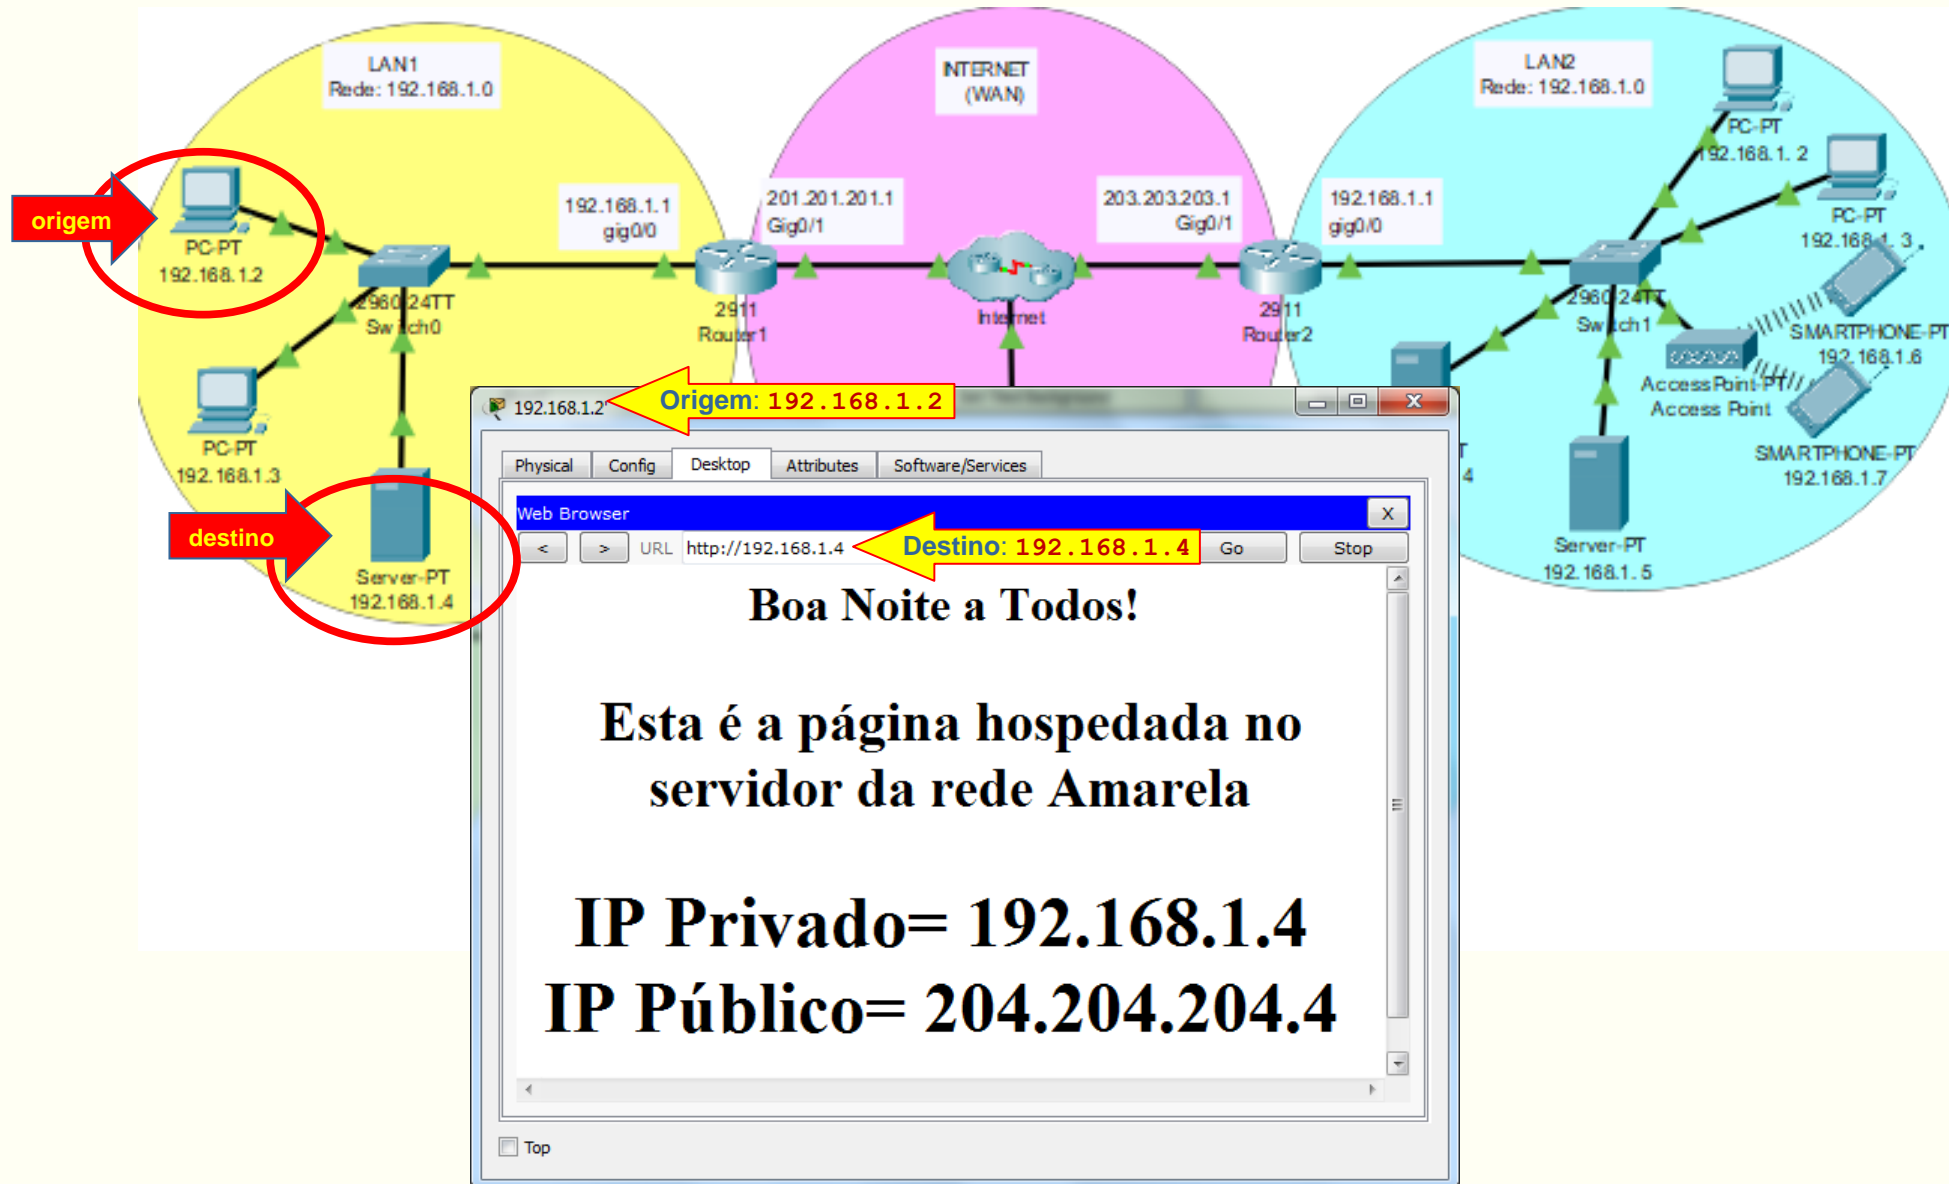 LAN1
Rede: 192.168.1.0
INTERNET
(WAN)
LAN2
Rede: 192.168.1.0
PC-PT
192.168.1. 2
origem
PC-PT
192.168.1.2
192.168.1.1
gig0/0
201.201.201.1
Gig0/1
203.203.203.1
Gig0/1
192.168.1.1
gig0/0
PC-PT
192.168.1. 3
2960-24TT
Switch0
2911
Router1
Internet
2911
Router2
2960-24TT
Switch1
SMARTPHONE-PT
192.168.1.6
AccessPoint-PT
Access Point
PC-PT
192.168.1.3
SMARTPHONE-PT
192.168.1.7
T
4
destino
Server-PT
192.168.1.4
Server-PT
192.168.1.5
192.168.1.2
Origem: 192.168.1.2
Physical Config Desktop Attributes Software/Services
Web Browser X
< > URL http://192.168.1.4 Destino: 192.168.1.4 Go Stop
Boa Noite a Todos!
Esta é a página hospedada no
servidor da rede Amarela
IP Privado= 192.168.1.4
IP Público= 204.204.204.4
Top